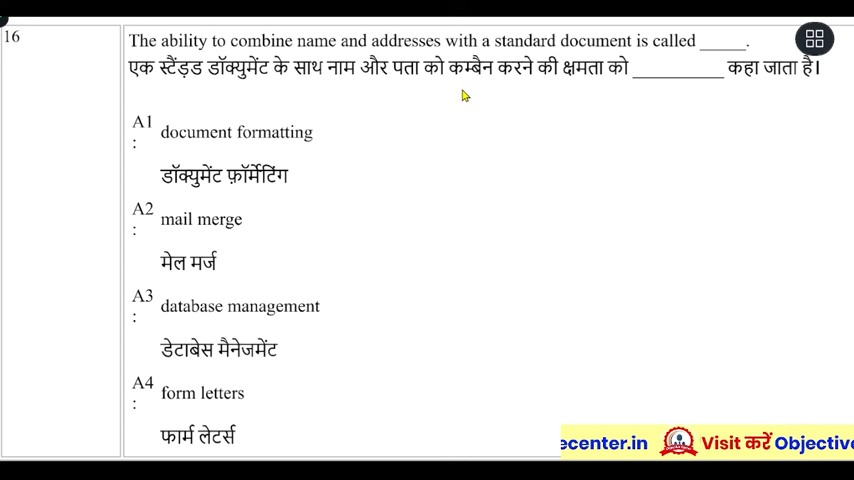 16
The ability to combine name and addresses with a standard document is called _____.
एक स्टैंड्रड डॉक्युमेंट के साथ नाम और पता को कम्बैन करने की क्षमता को __________ कहा जाता है।
A1 : document formatting
डॉक्युमेंट फ़ॉर्मेटिंग
A2 : mail merge
मेल मर्ज
A3 : database management
डेटाबेस मैनेजमेंट
A4 : form letters
फार्म लेटर्स
ecenter.in Visit करें Objective